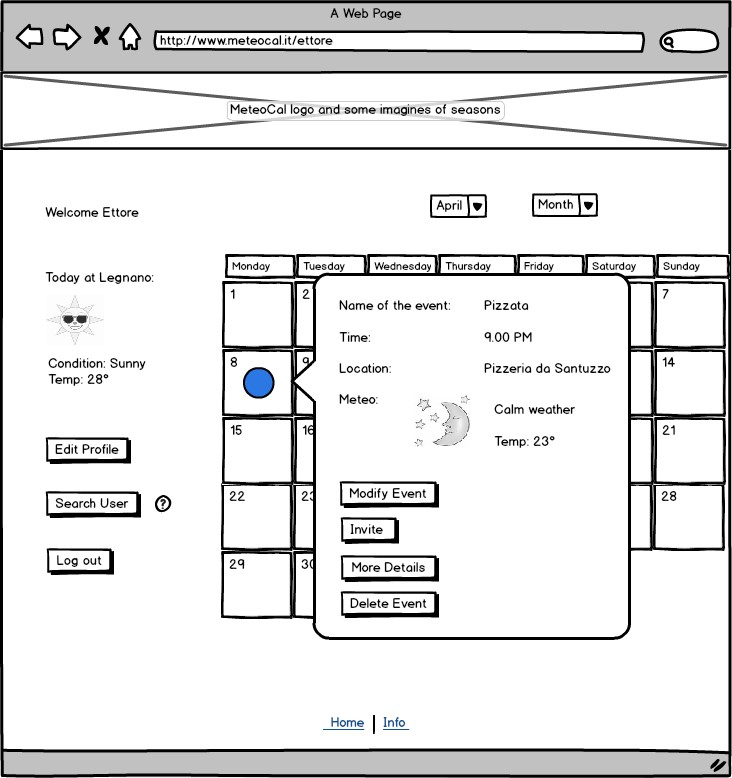 A Web Page
http://www.meteocal.it/ettore
MeteoCal logo and some imagines of seasons
Welcome Ettore
April
Month
Today at Legnano:
Condition: Sunny
Temp: 28°
Edit Profile
Search User
?
Log out
Monday Tuesday Wednesday Thursday Friday Saturday Sunday
1 2 7
8 9 14
15 16 21
22 23 28
29 30
Name of the event: Pizzata
Time: 9.00 PM
Location: Pizzeria da Santuzzo
Meteo: Calm weather
Temp: 23°
Modify Event
Invite
More Details
Delete Event
Home | Info